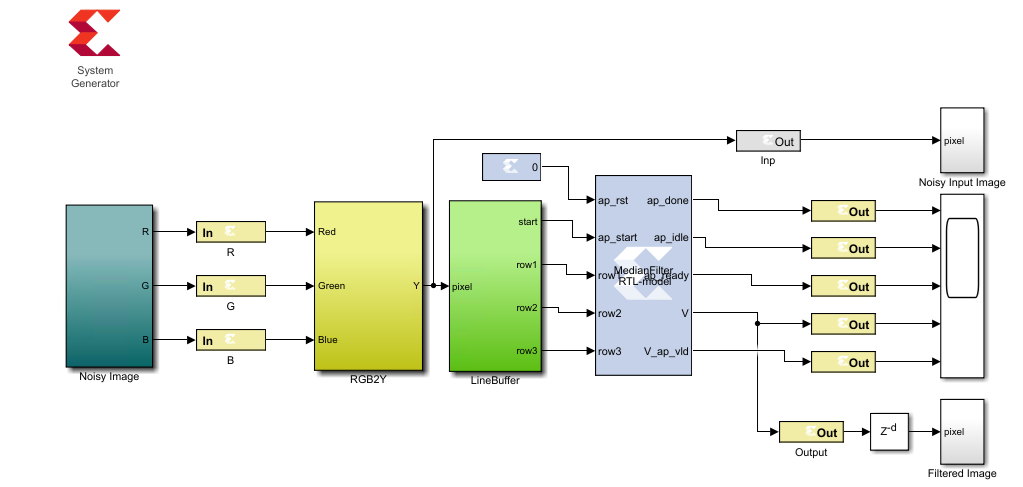 System
Generator
Out
Inp
pixel
Noisy Input Image
0
R
G
B
Noisy Image
In
R
In
G
In
B
Red
Green
Blue
Y
RGB2Y
pixel
start
row1
row2
row3
LineBuffer
ap_rst
ap_start
row1
row2
row3
MedianFilter
RTL-model
ap_done
ap_idle
ap_ready
V
V_ap_vld
Out
Out
Out
Out
Out
Out
Output
Z-d
pixel
Filtered Image